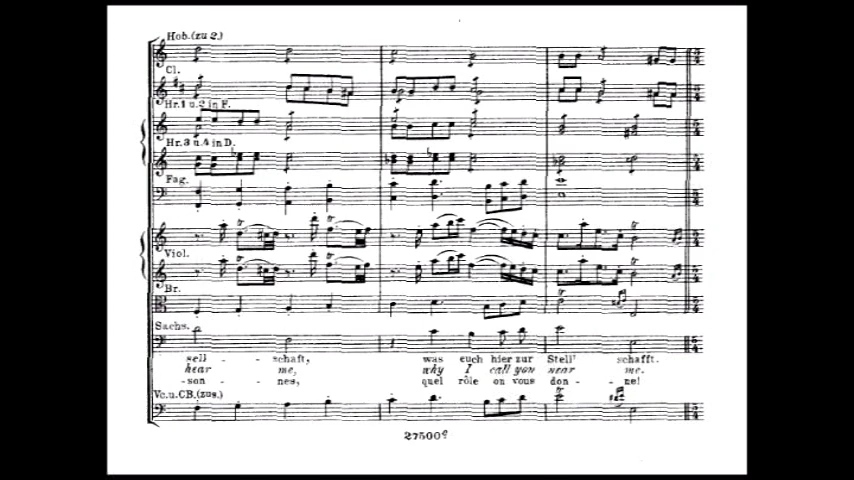 Hob. (zu 2.)
Cl.
Hr. 1 u. 2 in F.
Hr. 3 u. 4 in D.
Fag.
Viol.
Br.
Sachs.
sell - - schaft, was euch hier zur Stell' schafft.
hear me, why I call you near me.
-son - - nes, quel rôle on vous don - - ne!
Vc. u. CB. (zus.)
27500